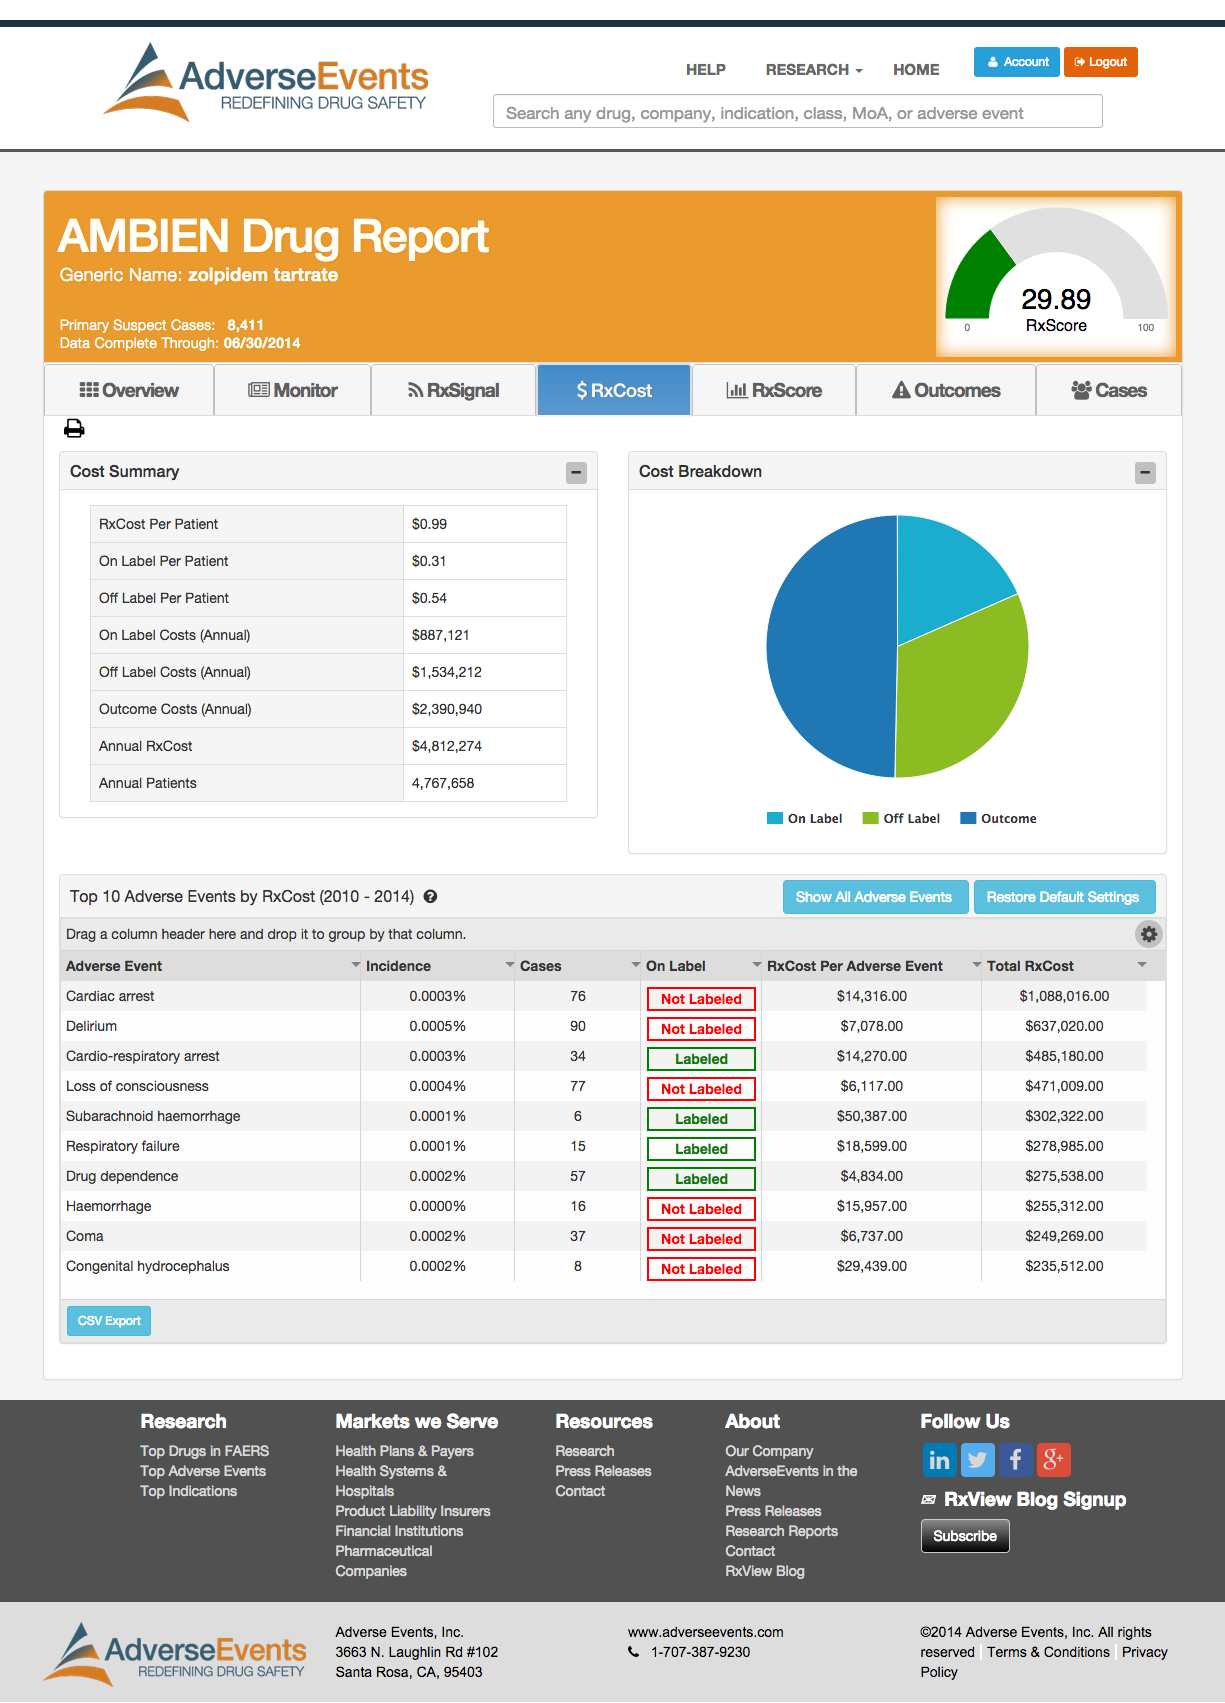 AdverseEvents
REDEFINING DRUG SAFETY
HELP RESEARCH HOME
Account Logout
Search any drug, company, indication, class, MoA, or adverse event
AMBIEN Drug Report
Generic Name: zolpidem tartrate
Primary Suspect Cases: 8,411
Data Complete Through: 06/30/2014
29.89
RxScore
0 100
Overview Monitor RxSignal $ RxCost RxScore Outcomes Cases
Cost Summary
RxCost Per Patient $0.99
On Label Per Patient $0.31
Off Label Per Patient $0.54
On Label Costs (Annual) $887,121
Off Label Costs (Annual) $1,534,212
Outcome Costs (Annual) $2,390,940
Annual RxCost $4,812,274
Annual Patients 4,767,658
Cost Breakdown
On Label Off Label Outcome
Top 10 Adverse Events by RxCost (2010 - 2014) ?
Show All Adverse Events Restore Default Settings
Drag a column header here and drop it to group by that column.
Adverse Event Incidence Cases On Label RxCost Per Adverse Event Total RxCost
Cardiac arrest 0.0003% 76 Not Labeled $14,316.00 $1,088,016.00
Delirium 0.0005% 90 Not Labeled $7,078.00 $637,020.00
Cardio-respiratory arrest 0.0003% 34 Labeled $14,270.00 $485,180.00
Loss of consciousness 0.0004% 77 Not Labeled $6,117.00 $471,009.00
Subarachnoid haemorrhage 0.0001% 6 Labeled $50,387.00 $302,322.00
Respiratory failure 0.0001% 15 Labeled $18,599.00 $278,985.00
Drug dependence 0.0002% 57 Labeled $4,834.00 $275,538.00
Haemorrhage 0.0000% 16 Not Labeled $15,957.00 $255,312.00
Coma 0.0002% 37 Not Labeled $6,737.00 $249,269.00
Congenital hydrocephalus 0.0002% 8 Not Labeled $29,439.00 $235,512.00
CSV Export
Research
Top Drugs in FAERS
Top Adverse Events
Top Indications
Markets we Serve
Health Plans & Payers
Health Systems &
Hospitals
Product Liability Insurers
Financial Institutions
Pharmaceutical
Companies
Resources
Research
Press Releases
Contact
About
Our Company
AdverseEvents in the
News
Press Releases
Research Reports
Contact
RxView Blog
Follow Us
in f g+
RxView Blog Signup
Subscribe
AdverseEvents
REDEFINING DRUG SAFETY
Adverse Events, Inc.
3663 N. Laughlin Rd #102
Santa Rosa, CA, 95403
www.adverseevents.com
1-707-387-9230
©2014 Adverse Events, Inc. All rights
reserved | Terms & Conditions | Privacy
Policy